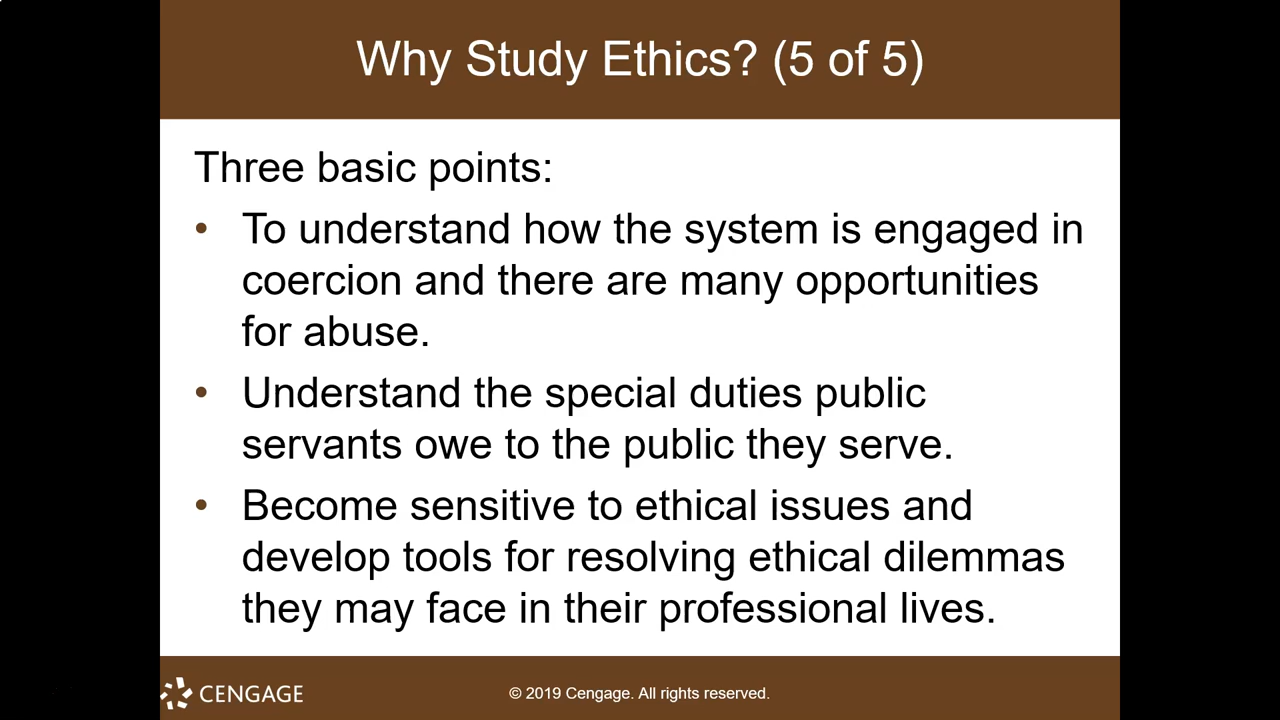 Why Study Ethics? (5 of 5)
Three basic points:
• To understand how the system is engaged in
coercion and there are many opportunities
for abuse.
• Understand the special duties public
servants owe to the public they serve.
• Become sensitive to ethical issues and
develop tools for resolving ethical dilemmas
they may face in their professional lives.
CENGAGE
© 2019 Cengage. All rights reserved.